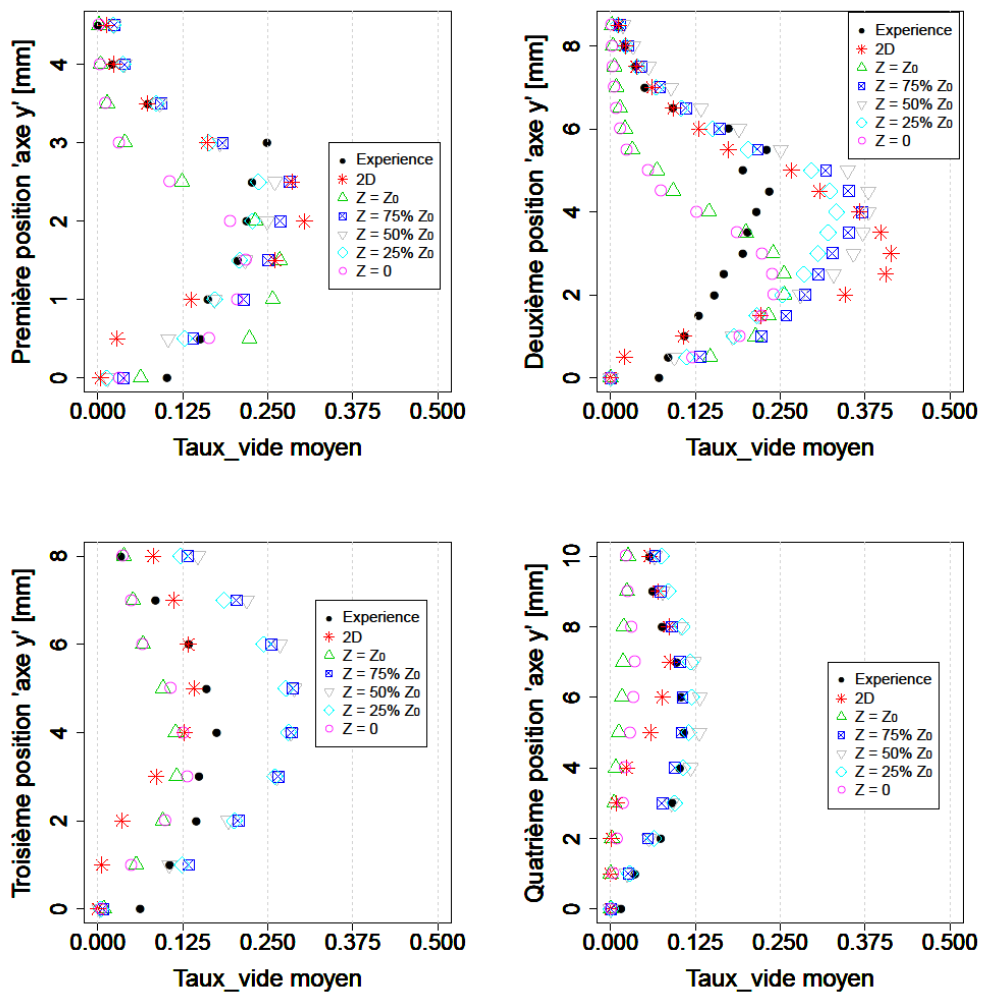 Première position 'axe y' [mm]
4
3
2
1
0
Experience
2D
Z = Z₀
Z = 75% Z₀
Z = 50% Z₀
Z = 25% Z₀
Z = 0
0.000 0.125 0.250 0.375 0.500
Taux_vide moyen
Deuxième position 'axe y' [mm]
8
6
4
2
0
Experience
2D
Z = Z₀
Z = 75% Z₀
Z = 50% Z₀
Z = 25% Z₀
Z = 0
0.000 0.125 0.250 0.375 0.500
Taux_vide moyen
Troisième position 'axe y' [mm]
8
6
4
2
0
Experience
2D
Z = Z₀
Z = 75% Z₀
Z = 50% Z₀
Z = 25% Z₀
Z = 0
0.000 0.125 0.250 0.375 0.500
Taux_vide moyen
Quatrième position 'axe y' [mm]
10
8
6
4
2
0
Experience
2D
Z = Z₀
Z = 75% Z₀
Z = 50% Z₀
Z = 25% Z₀
Z = 0
0.000 0.125 0.250 0.375 0.500
Taux_vide moyen